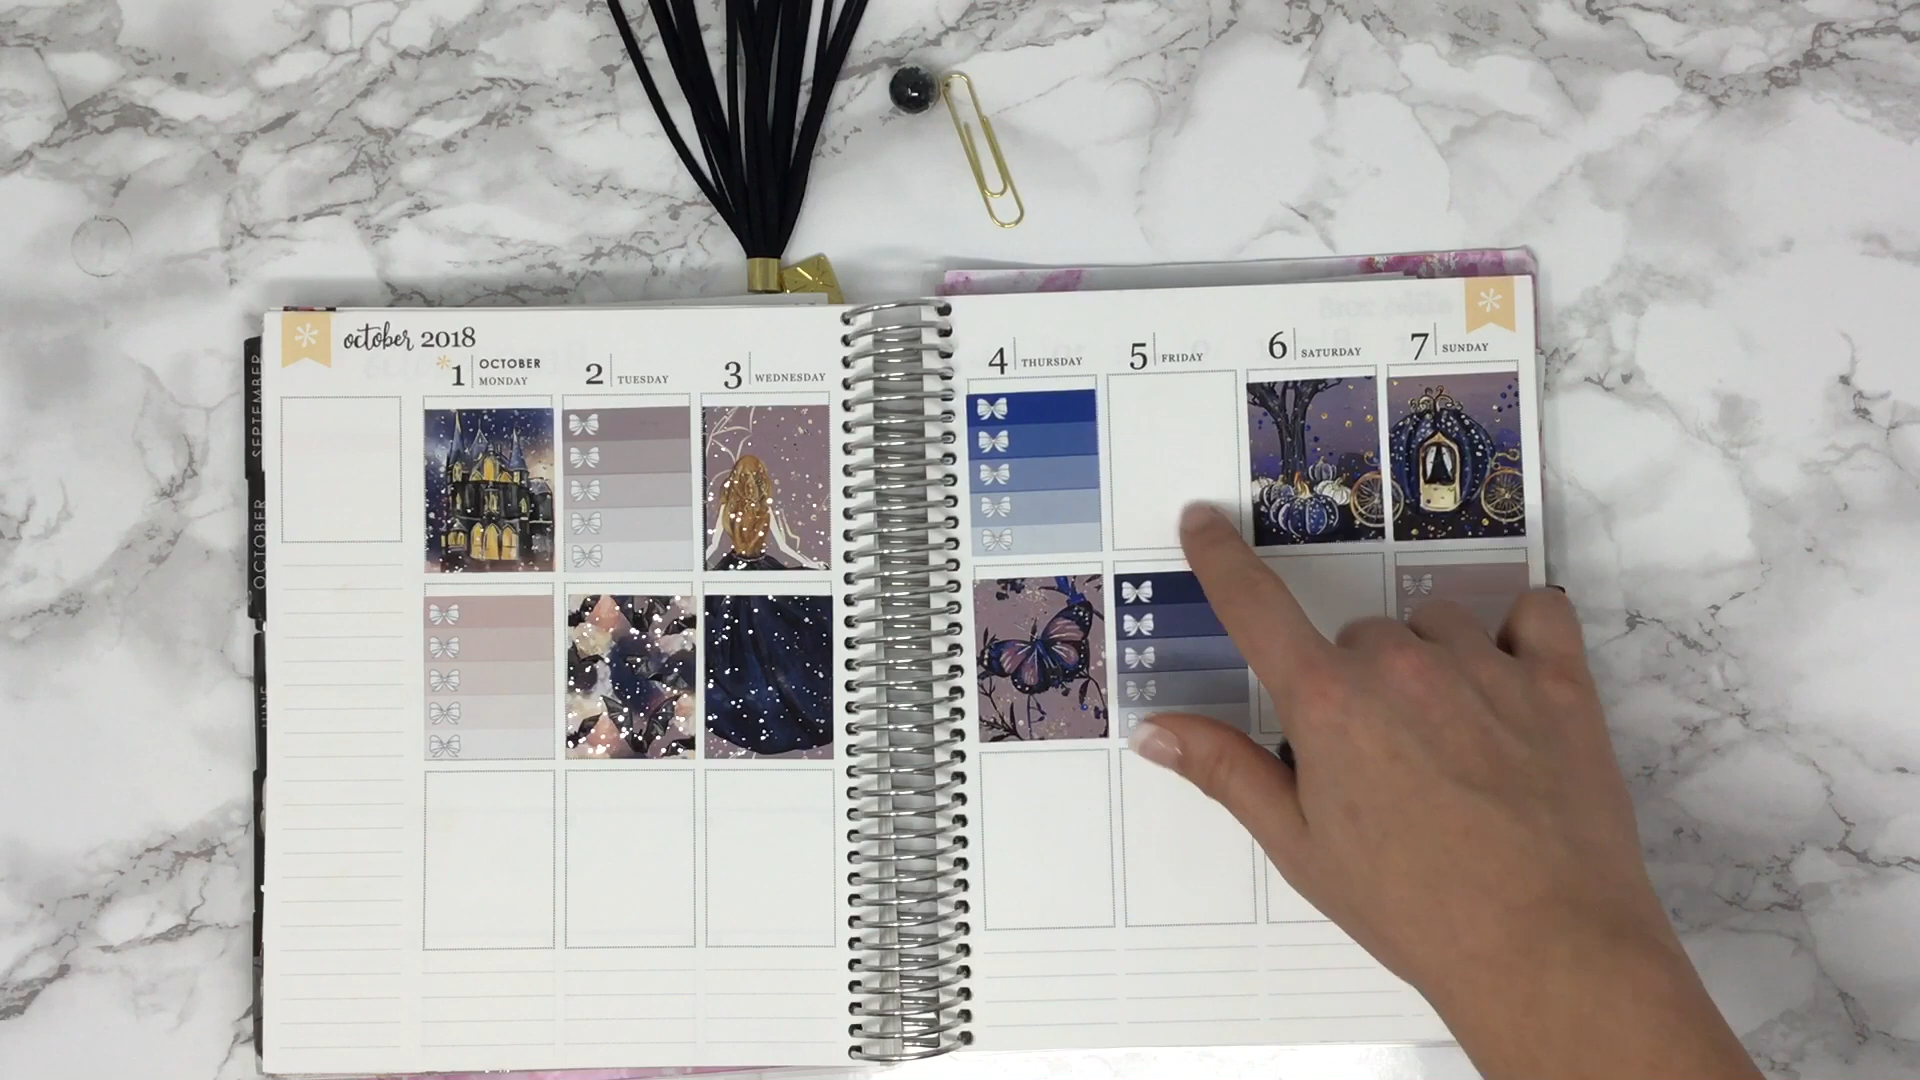 october 2018
1 OCTOBER
MONDAY
2 TUESDAY
3 WEDNESDAY
4 THURSDAY
5 FRIDAY
6 SATURDAY
7 SUNDAY
SEPTEMBER
OCTOBER
JUNE